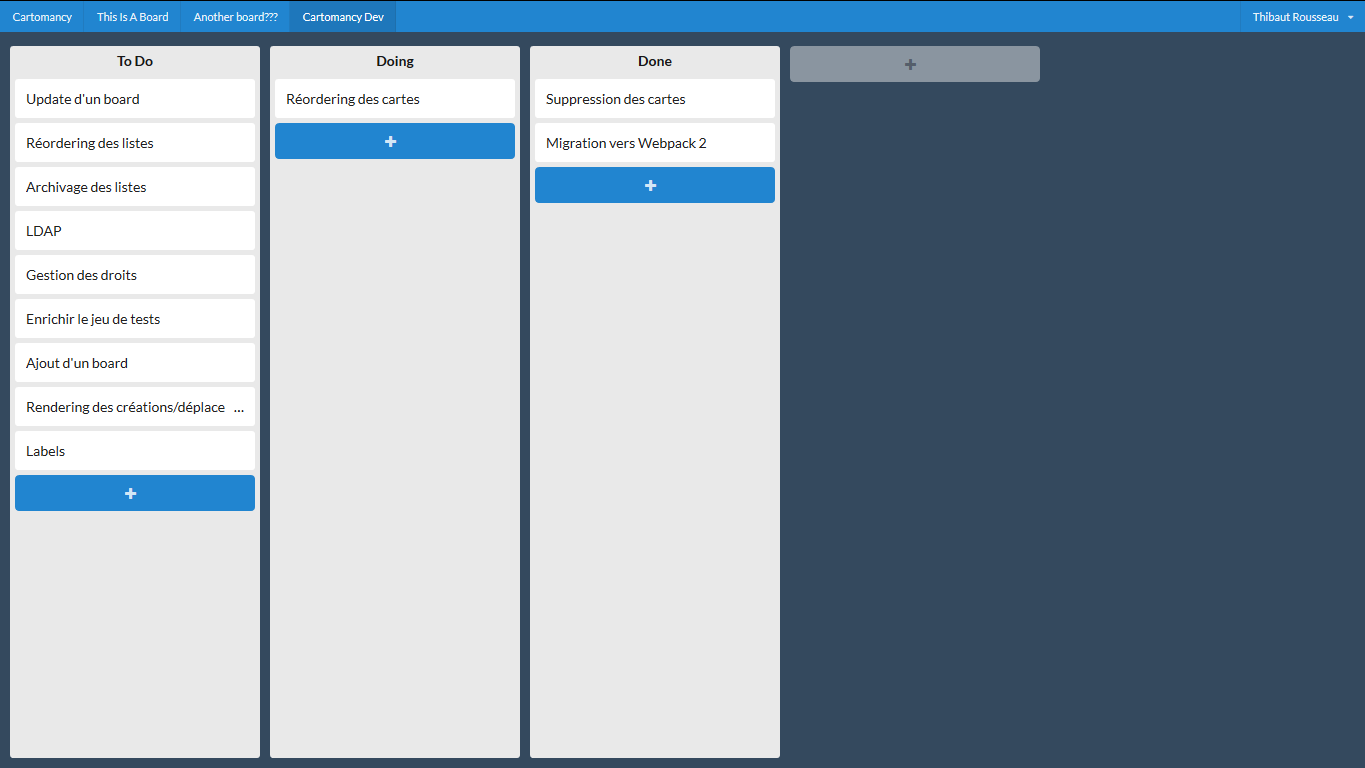 Cartomancy
This Is A Board
Another board???
Cartomancy Dev
Thibaut Rousseau
To Do
Update d'un board
Réordering des listes
Archivage des listes
LDAP
Gestion des droits
Enrichir le jeu de tests
Ajout d'un board
Rendering des créations/déplace ...
Labels
Doing
Réordering des cartes
Done
Suppression des cartes
Migration vers Webpack 2